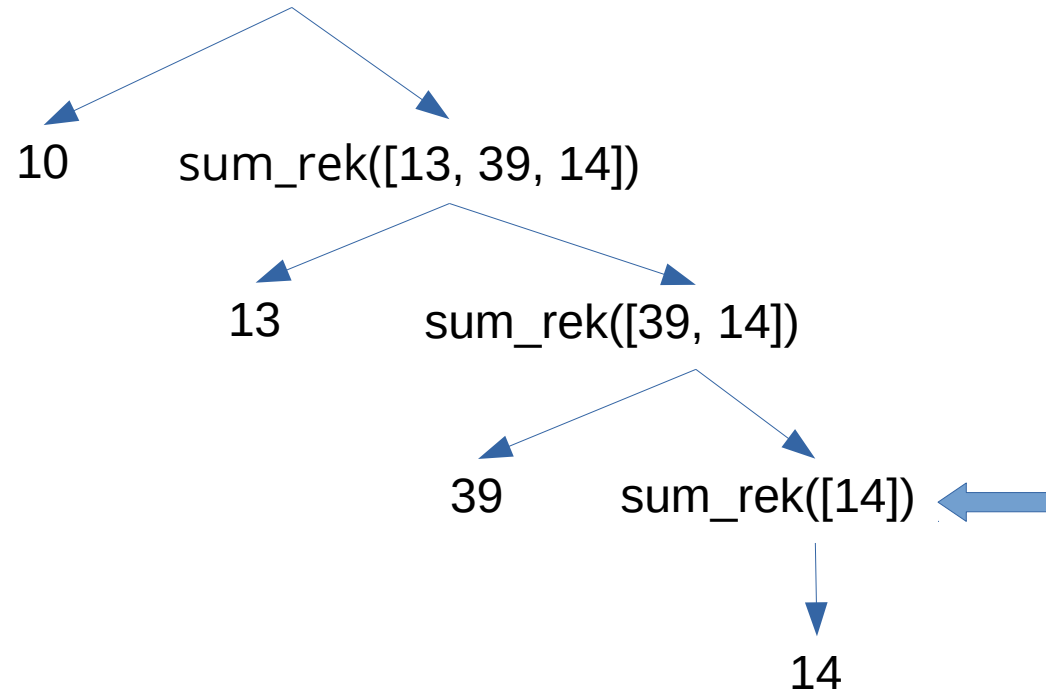 10 sum_rek([13, 39, 14])
13 sum_rek([39, 14])
39 sum_rek([14])
14